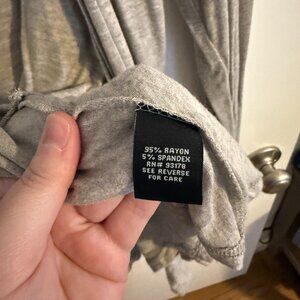 95% RAYON
5% SPANDEX
RN# 93178
SEE REVERSE
FOR CARE